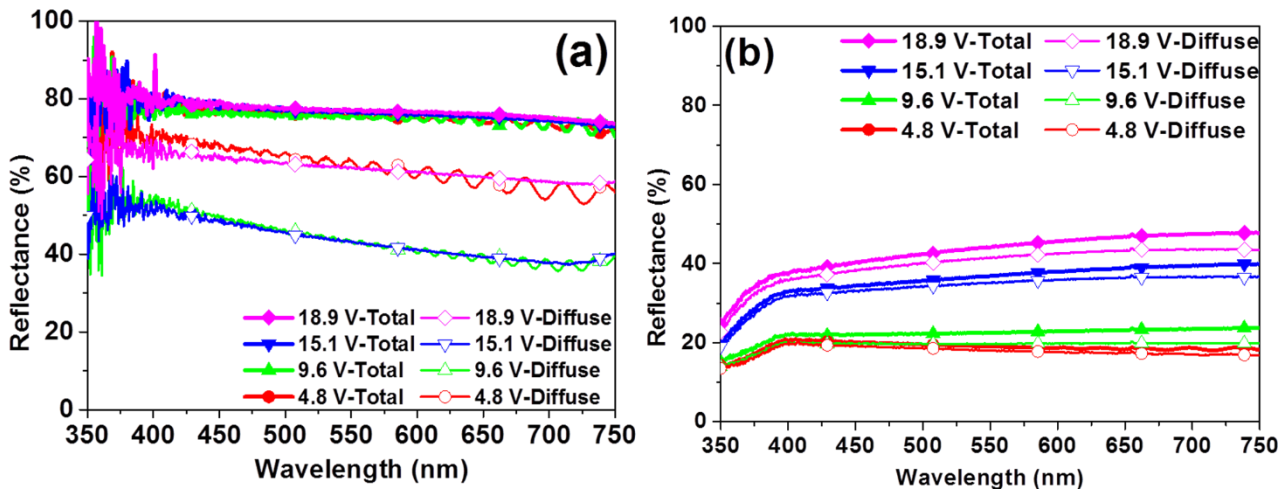 (a)
100
80
60
40
20
0
Reflectance (%)
18.9 V-Total 18.9 V-Diffuse
15.1 V-Total 15.1 V-Diffuse
9.6 V-Total 9.6 V-Diffuse
4.8 V-Total 4.8 V-Diffuse
350 400 450 500 550 600 650 700 750
Wavelength (nm)
(b)
100
80
60
40
20
0
Reflectance (%)
18.9 V-Total 18.9 V-Diffuse
15.1 V-Total 15.1 V-Diffuse
9.6 V-Total 9.6 V-Diffuse
4.8 V-Total 4.8 V-Diffuse
350 400 450 500 550 600 650 700 750
Wavelength (nm)